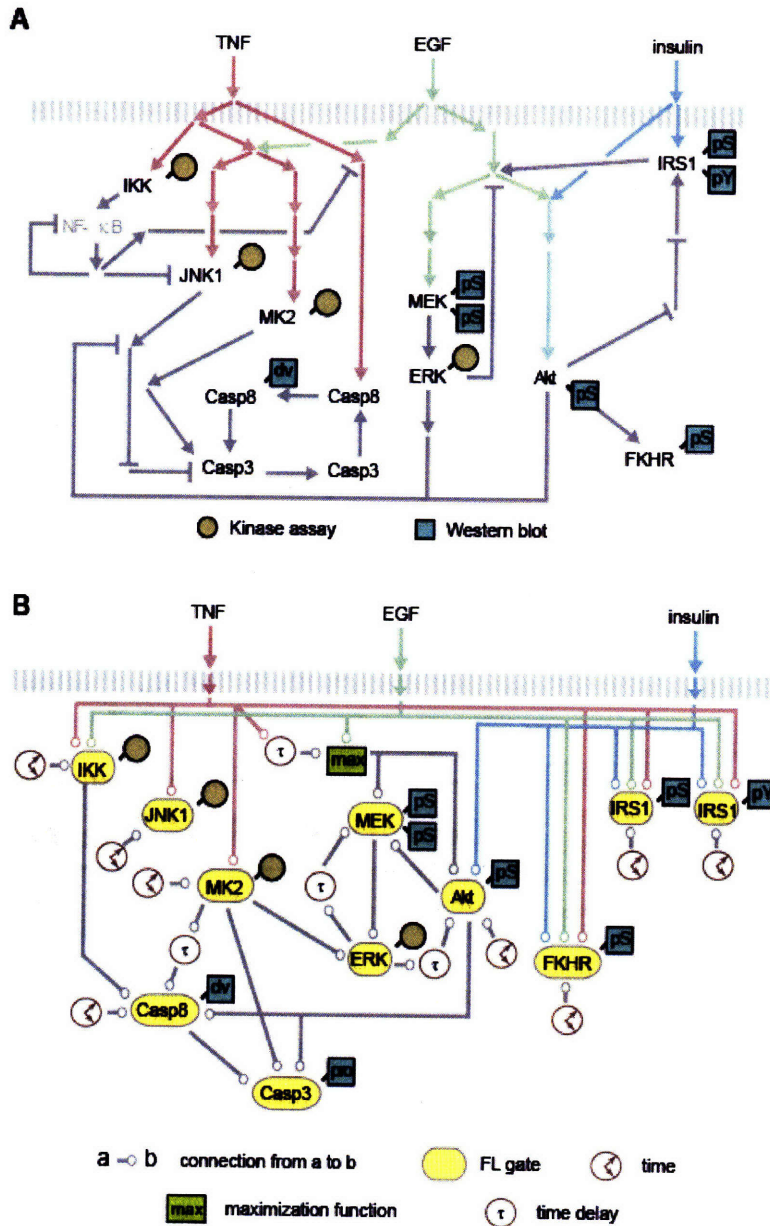 A
TNF EGF insulin
IRS1 pS
pY
IKK
NF-κB
JNK1
MK2
MEK pS
pS
Casp8 dv Casp8
ERK
Akt pS
FKHR pS
Casp3 Casp3
Kinase assay Western blot
B
TNF EGF insulin
τ max
IKK
JNK1
MEK pS
pS
IRS1 pS
IRS1 pY
MK2
τ
Akt pS
τ
ERK τ
FKHR pS
Casp8 dv
Casp3
a b connection from a to b FL gate time
max maximization function τ time delay